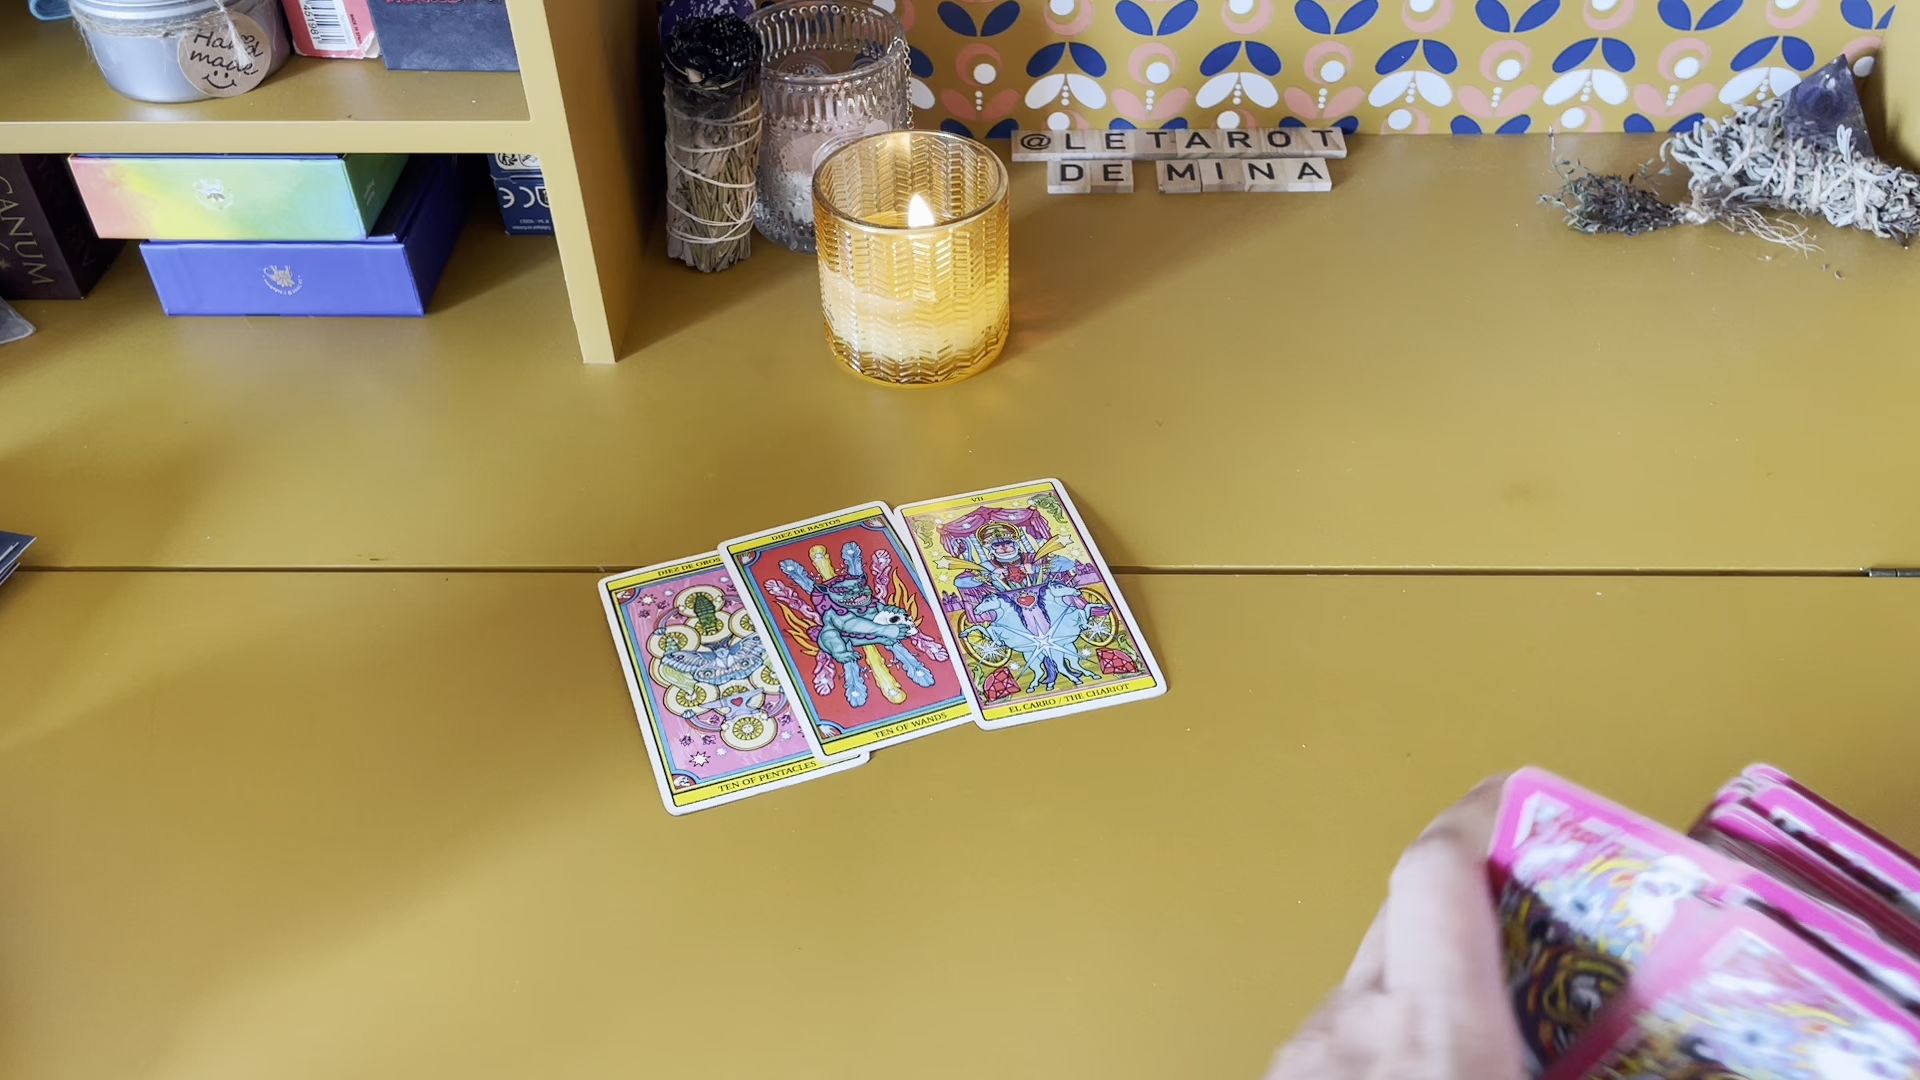 Hand
made
CANUM
@LETAROT
DE MINA
DIEZ DE OROS
TEN OF PENTACLES
DIEZ DE BASTOS
TEN OF WANDS
VII
EL CARRO / THE CHARIOT